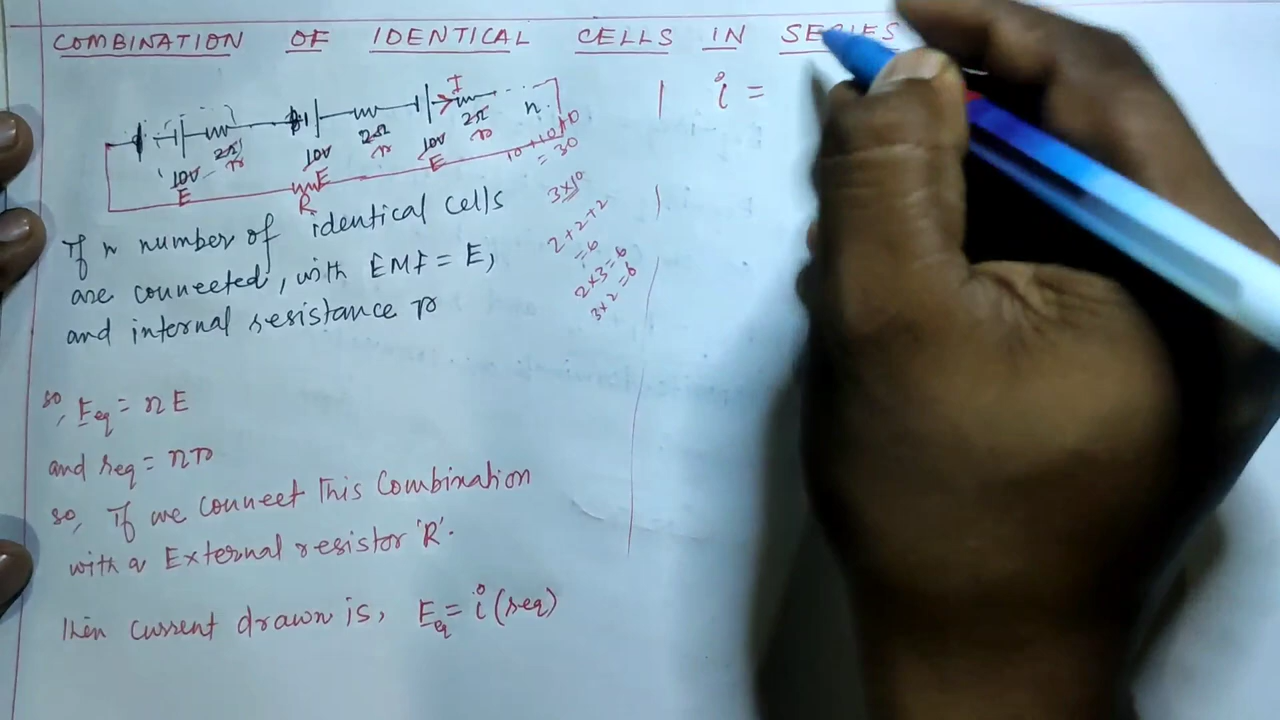 COMBINATION OF IDENTICAL CELLS IN SERIES
I
n
2Ω 2Ω 2Ω
r r r
10V 10V 10V
E E E
R
10+10+10
= 30
3×10
2+2+2
=6
2×3=6
3×2=6
If n number of identical cells
are connected, with EMF = E,
and internal resistance r
so, Eeq = nE
and req = nr
so, If we connect this combination
with a External resistor 'R'.
then current drawn is, Eeq = i(req)
i =